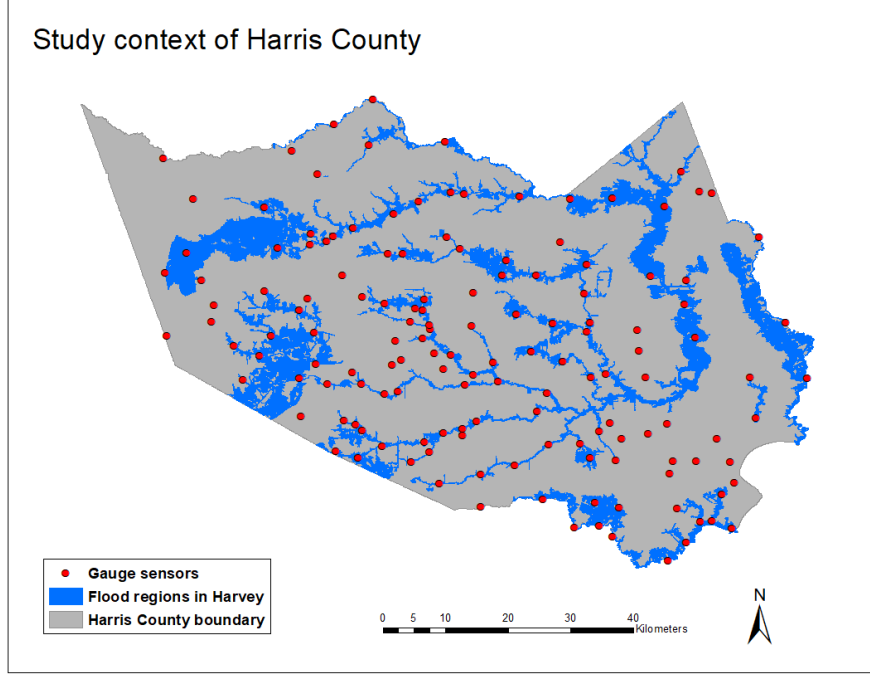 Study context of Harris County
Gauge sensors
Flood regions in Harvey
Harris County boundary
0 5 10 20 30 40
Kilometers
N